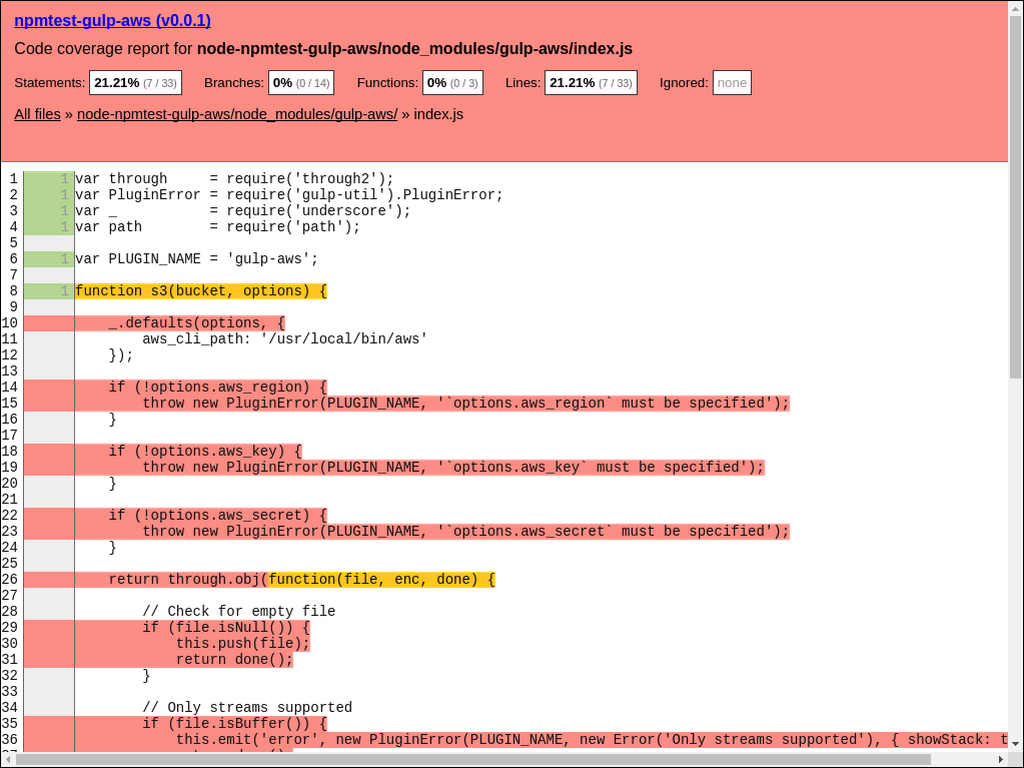 npmtest-gulp-aws (v0.0.1)
Code coverage report for node-npmtest-gulp-aws/node_modules/gulp-aws/index.js
Statements: 21.21% (7 / 33) Branches: 0% (0 / 14) Functions: 0% (0 / 3) Lines: 21.21% (7 / 33) Ignored: none
All files » node-npmtest-gulp-aws/node_modules/gulp-aws/ » index.js
1 1 var through     = require('through2');
2 1 var PluginError = require('gulp-util').PluginError;
3 1 var _           = require('underscore');
4 1 var path        = require('path');
5
6 1 var PLUGIN_NAME = 'gulp-aws';
7
8 1 function s3(bucket, options) {
9
10     _.defaults(options, {
11         aws_cli_path: '/usr/local/bin/aws'
12     });
13
14     if (!options.aws_region) {
15         throw new PluginError(PLUGIN_NAME, '`options.aws_region` must be specified');
16     }
17
18     if (!options.aws_key) {
19         throw new PluginError(PLUGIN_NAME, '`options.aws_key` must be specified');
20     }
21
22     if (!options.aws_secret) {
23         throw new PluginError(PLUGIN_NAME, '`options.aws_secret` must be specified');
24     }
25
26     return through.obj(function(file, enc, done) {
27
28         // Check for empty file
29         if (file.isNull()) {
30             this.push(file);
31             return done();
32         }
33
34         // Only streams supported
35         if (file.isBuffer()) {
36             this.emit('error', new PluginError(PLUGIN_NAME, new Error('Only streams supported'), { showStack: t